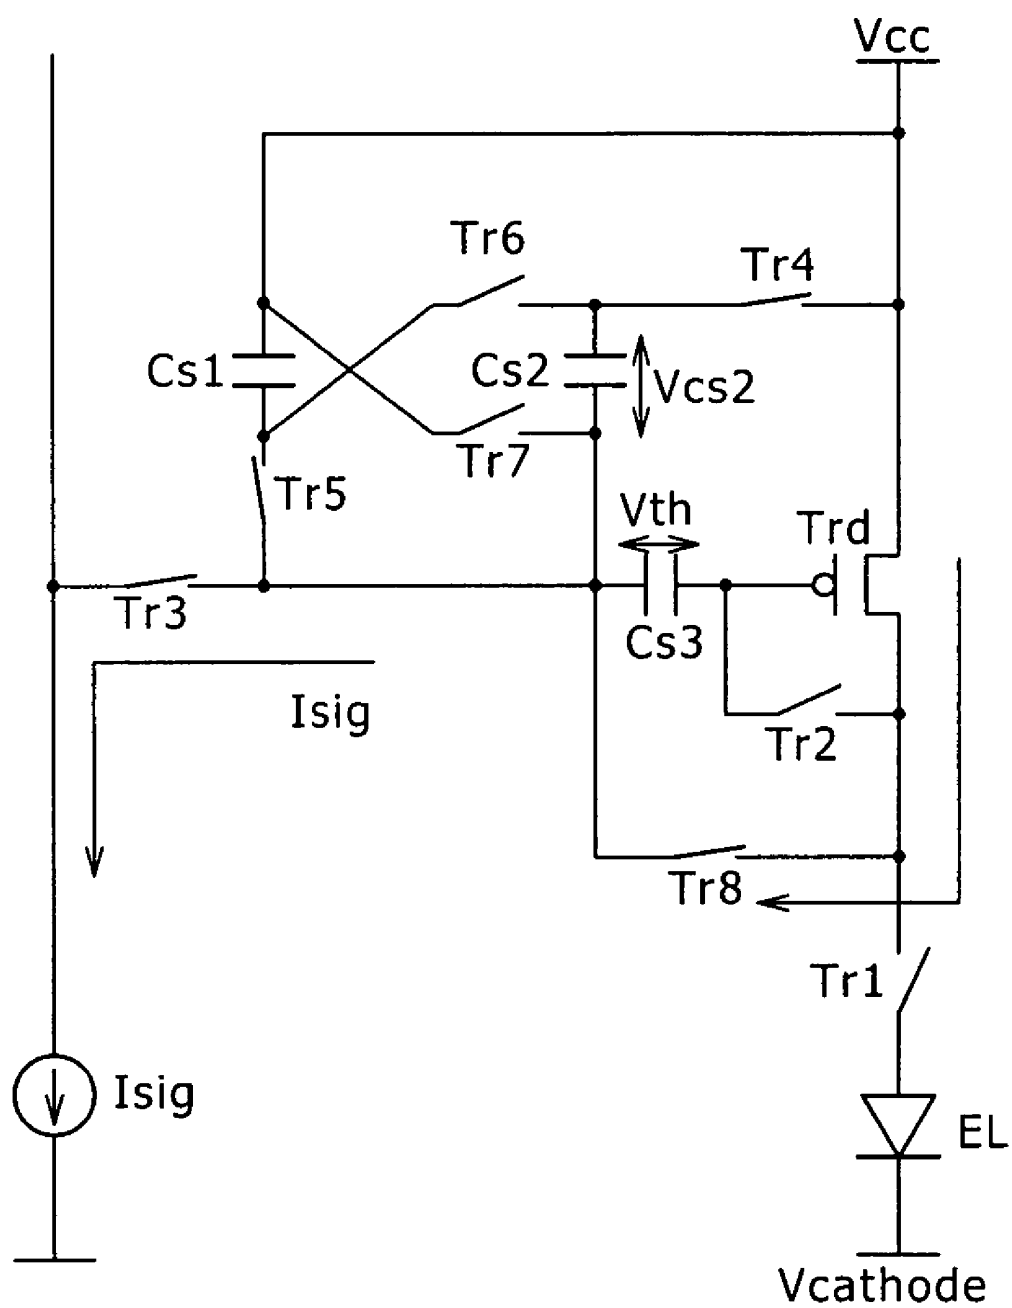 Vcc
Tr6
Tr4
Cs1
Cs2
Vcs2
Tr7
Tr5
Vth
Trd
Tr3
Cs3
Isig
Tr2
Tr8
Tr1
Isig
EL
Vcathode